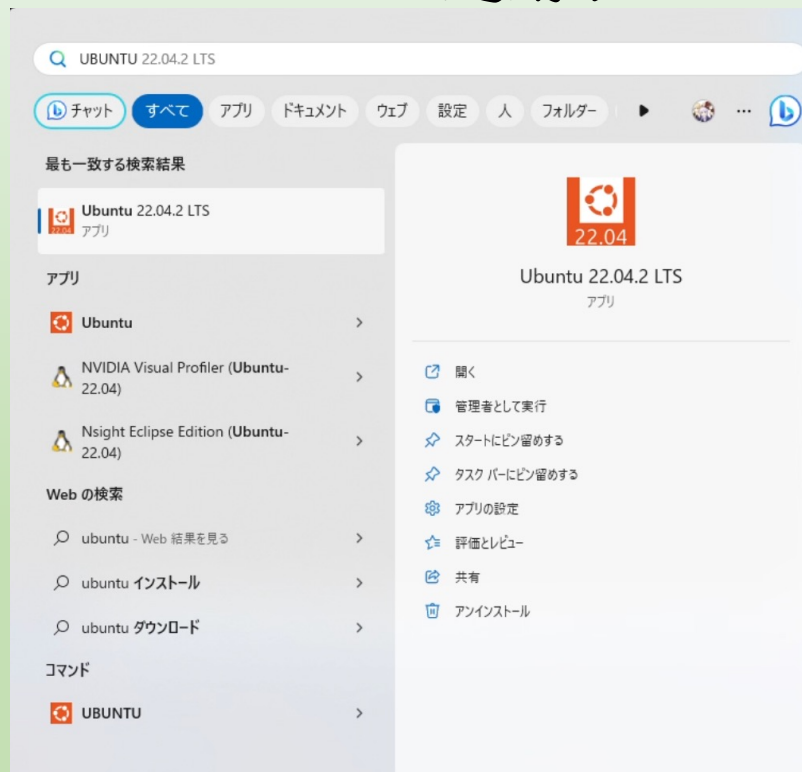 UBUNTU 22.04.2 LTS
チャット すべて アプリ ドキュメント ウェブ 設定 人 フォルダー
最も一致する検索結果
Ubuntu 22.04.2 LTS
アプリ
アプリ
Ubuntu
NVIDIA Visual Profiler (Ubuntu-
22.04)
Nsight Eclipse Edition (Ubuntu-
22.04)
Web の検索
ubuntu - Web 結果を見る
ubuntu インストール
ubuntu ダウンロード
コマンド
UBUNTU
22.04
Ubuntu 22.04.2 LTS
アプリ
開く
管理者として実行
スタートにピン留めする
タスク バーにピン留めする
アプリの設定
評価とレビュー
共有
アンインストール